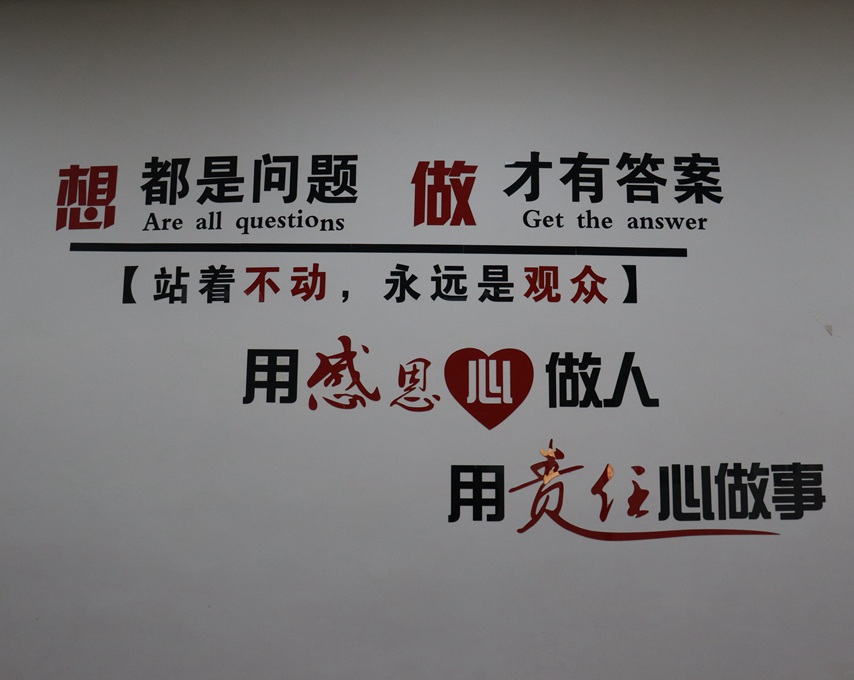 想 都是问题 做 才有答案
Are all questions Get the answer
【站着不动，永远是观众】
用感恩心做人
用责任心做事